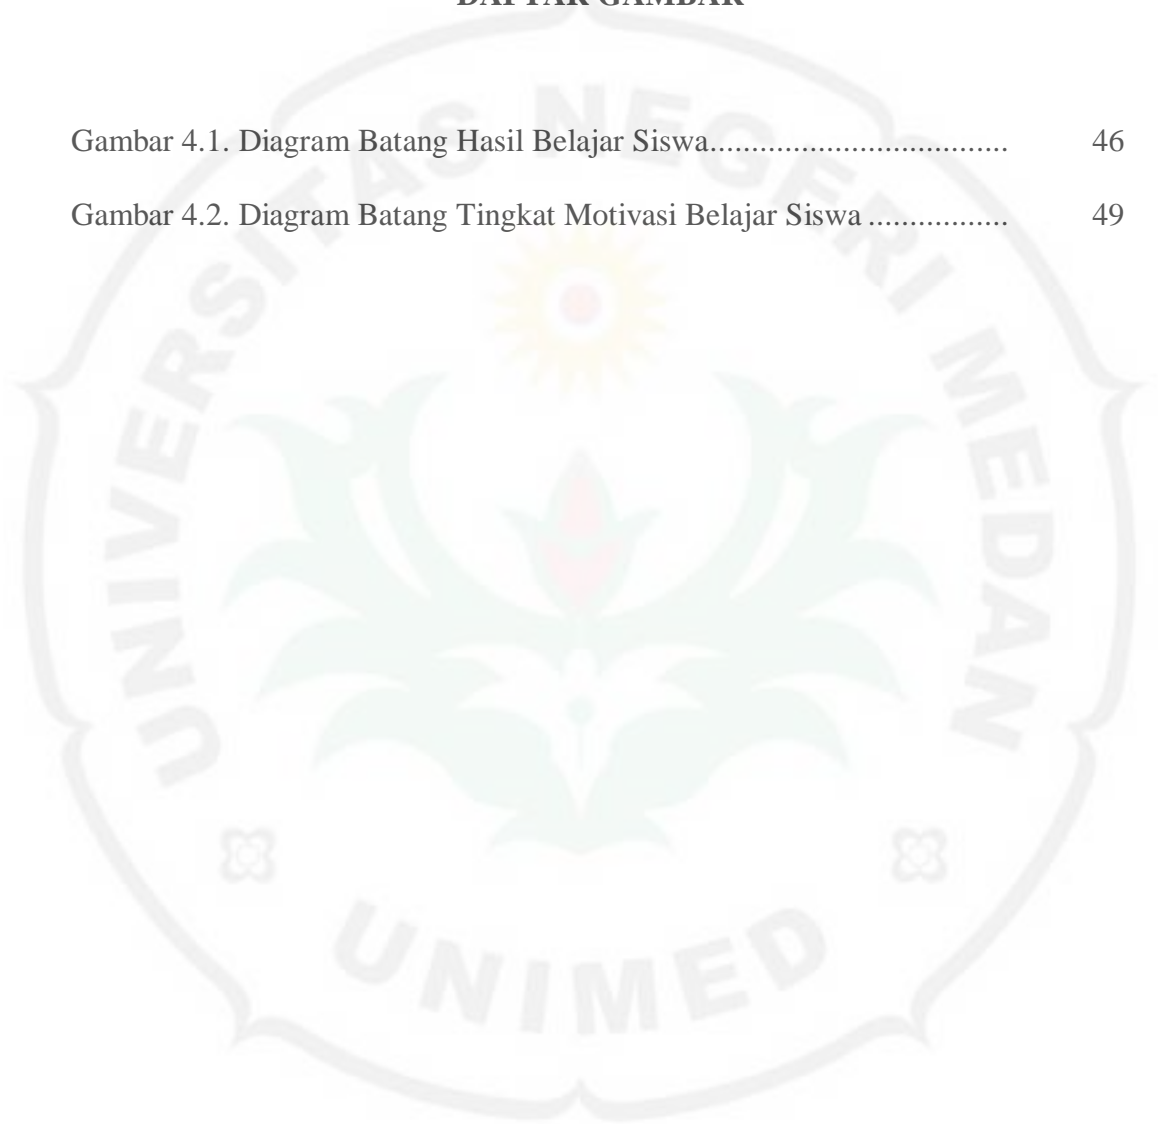 DAFTAR GAMBAR
Gambar 4.1. Diagram Batang Hasil Belajar Siswa.................................. 46
Gambar 4.2. Diagram Batang Tingkat Motivasi Belajar Siswa ................ 49
UNIVERSITAS NEGERI MEDAN
UNIMED